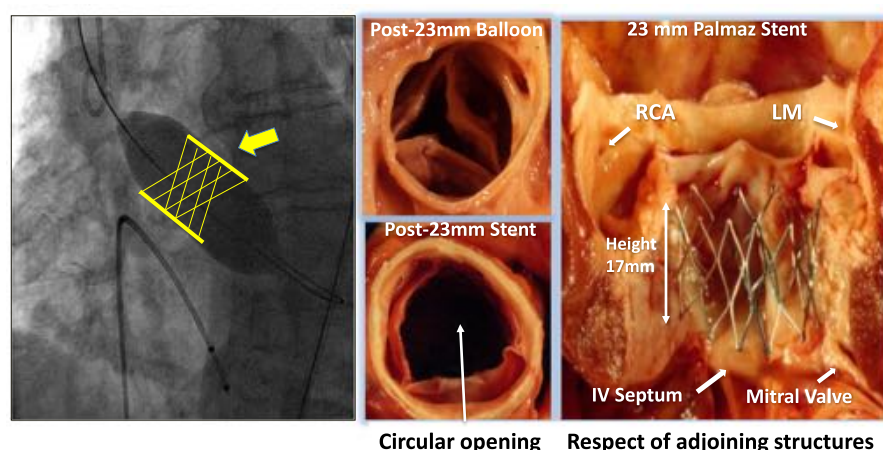 Post-23mm Balloon
23 mm Palmaz Stent
RCA
LM
Post-23mm Stent
Height
17mm
IV Septum
Mitral Valve
Circular opening
Respect of adjoining structures